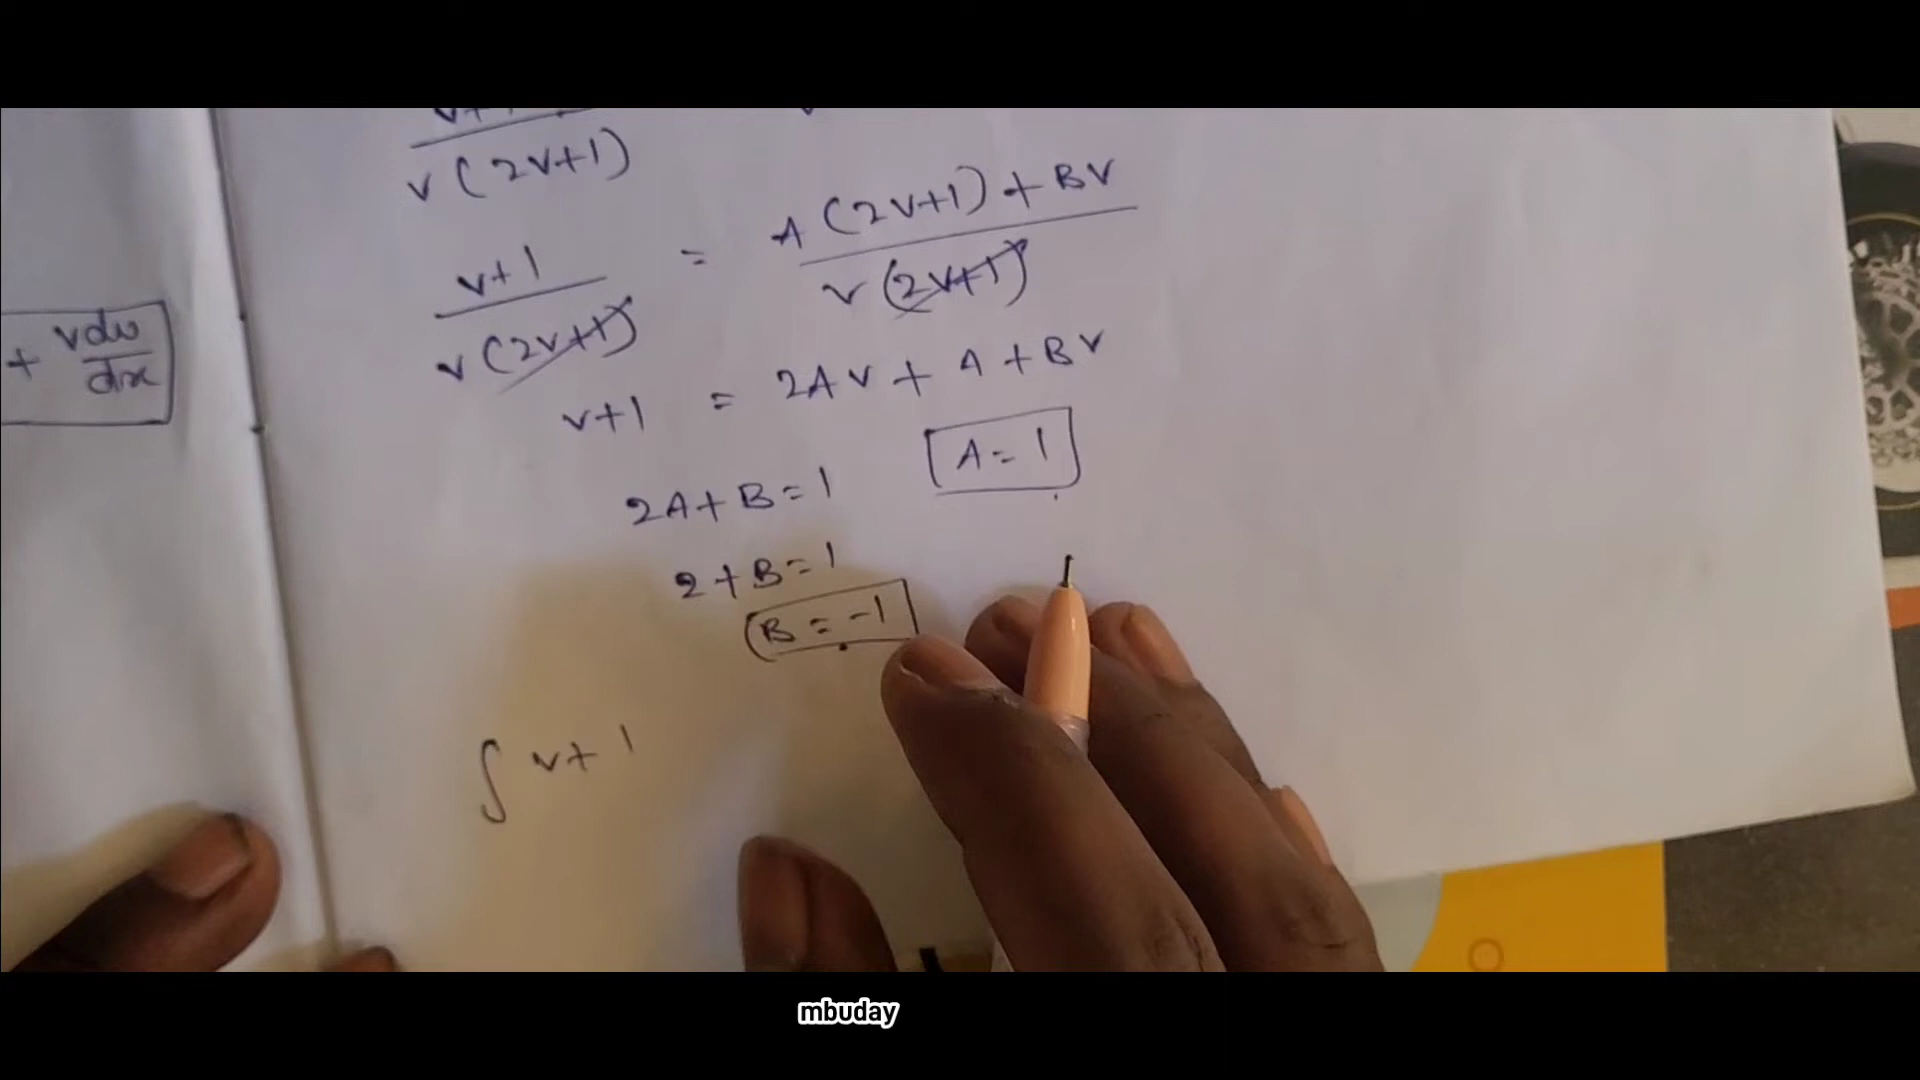 v(2v+1)
A(2v+1)+Bv
v+1 =
v(2v+1) v(2v+1)
+ vdv
dx
v+1 = 2Av + A + Bv
A=1
2A+B=1
2+B=1
B=-1
∫ v+1
mbuday